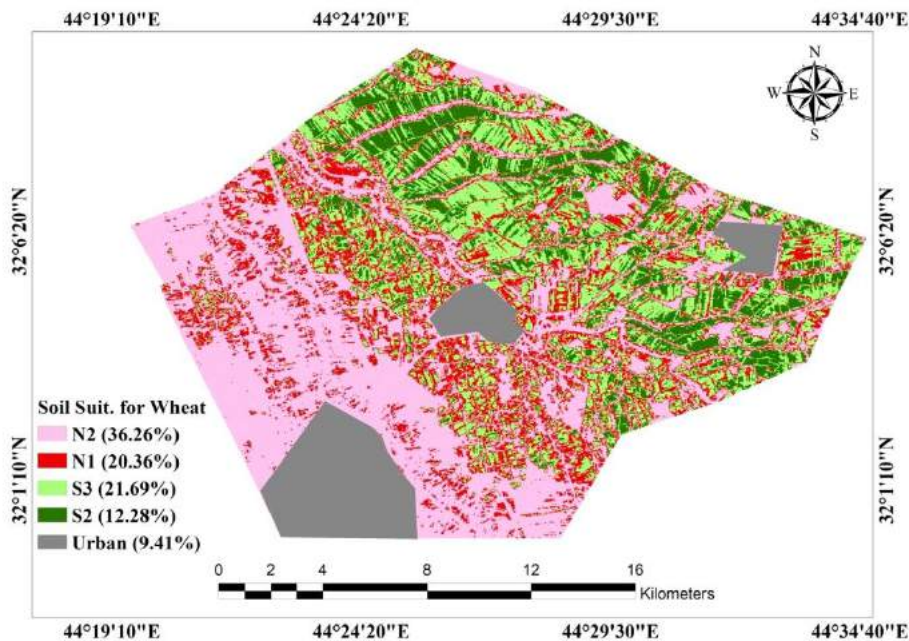 44°19'10"E 44°24'20"E 44°29'30"E 44°34'40"E
N
W E
S
32°6'20"N 32°6'20"N
Soil Suit. for Wheat
N2 (36.26%)
N1 (20.36%)
S3 (21.69%)
S2 (12.28%)
Urban (9.41%)
32°1'10"N 32°1'10"N
0 2 4 8 12 16
Kilometers
44°19'10"E 44°24'20"E 44°29'30"E 44°34'40"E